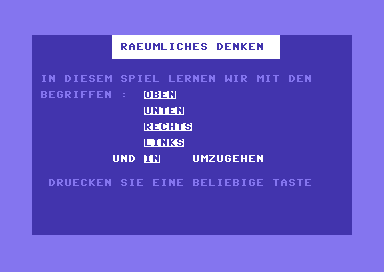 RAEUMLICHES DENKEN
IN DIESEM SPIEL LERNEN WIR MIT DEN
BEGRIFFEN : OBEN
UNTEN
RECHTS
LINKS
UND IN UMZUGEHEN
DRUECKEN SIE EINE BELIEBIGE TASTE